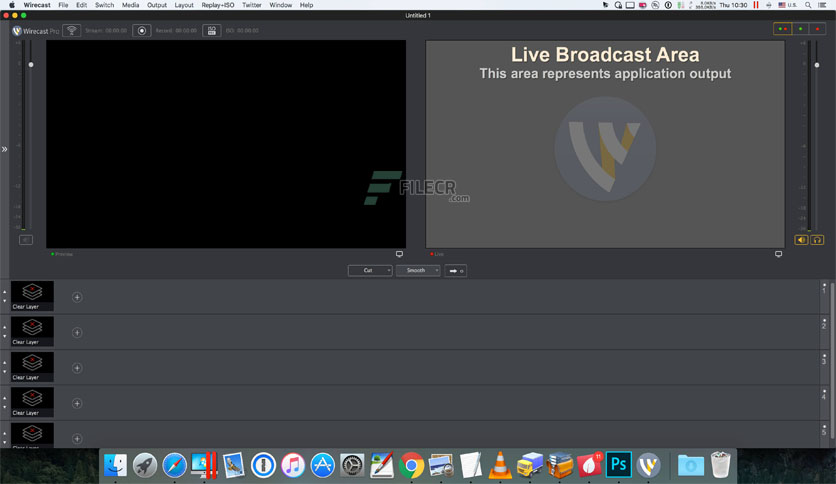 Wirecast File Edit Switch Media Output Layout Replay+ISO Twitter Window Help U.S. Thu 10:30
Untitled 1
Wirecast Pro Stream: 00:00:00 Record: 00:00:00 ISO: 00:00:00
Live Broadcast Area
This area represents application output
FILECR
.com
Preview
Live
Cut Smooth
Clear Layer
1
Clear Layer
2
Clear Layer
3
Clear Layer
4
Clear Layer
5
11
Ps